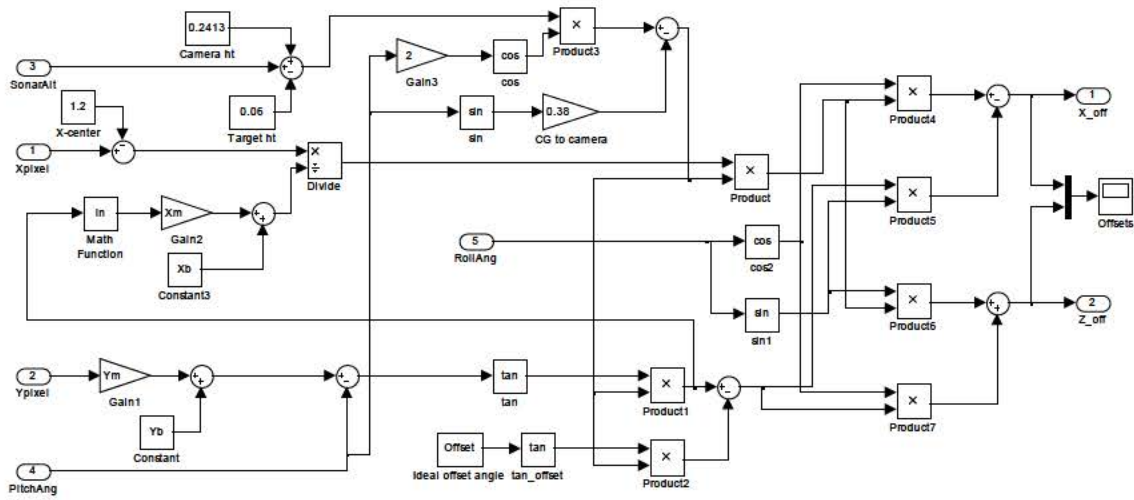 0.2413
Camera ht
3
SonarAlt
1.2
X-center
0.06
Target ht
1
Xpixel
×
÷
Divide
2
Gain3
cos
cos
×
Product3
sin
sin
0.38
CG to camera
ln
Math
Function
Xm
Gain2
Xb
Constant3
5
RollAng
cos
cos2
sin
sin1
×
Product
×
Product4
×
Product5
×
Product6
×
Product7
1
X_off
Offsets
2
Z_off
2
Ypixel
Ym
Gain1
Yb
Constant
4
PitchAng
tan
tan
×
Product1
Offset
Ideal offset angle
tan
tan_offset
×
Product2